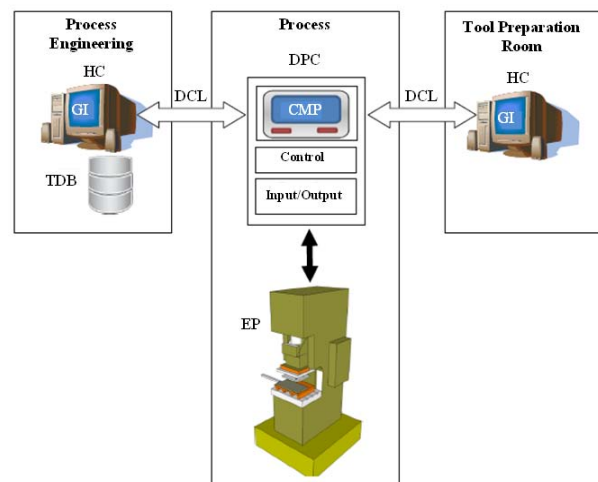 Process
Engineering
HC
GI
TDB
DCL
Process
DPC
CMP
Control
Input/Output
EP
DCL
Tool Preparation
Room
HC
GI